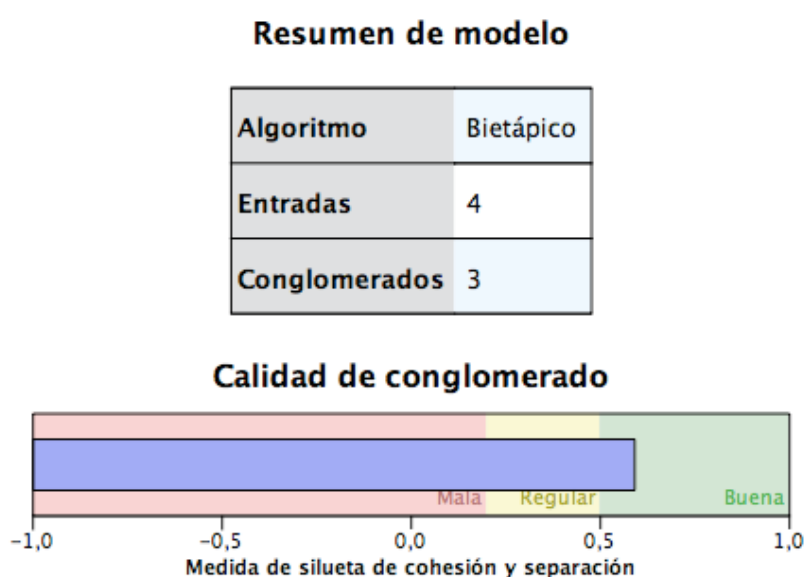 Resumen de modelo
Algoritmo Bietápico
Entradas 4
Conglomerados 3
Calidad de conglomerado
Mala Regular Buena
-1,0 -0,5 0,0 0,5 1,0
Medida de silueta de cohesión y separación